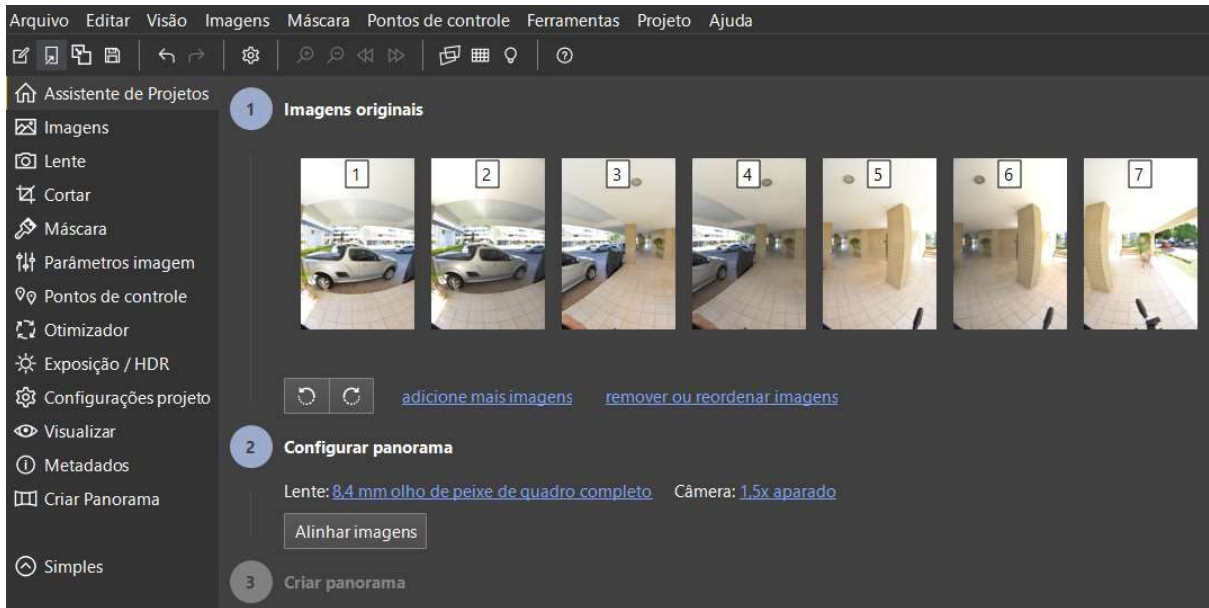 Arquivo Editar Visão Imagens Máscara Pontos de controle Ferramentas Projeto Ajuda
Assistente de Projetos
Imagens
Lente
Cortar
Máscara
Parâmetros imagem
Pontos de controle
Otimizador
Exposição / HDR
Configurações projeto
Visualizar
Metadados
Criar Panorama
Simples
1 Imagens originais
1 2 3 4 5 6 7
adicione mais imagens remover ou reordenar imagens
2 Configurar panorama
Lente: 8,4 mm olho de peixe de quadro completo Câmera: 1,5x aparado
Alinhar imagens
3 Criar panorama